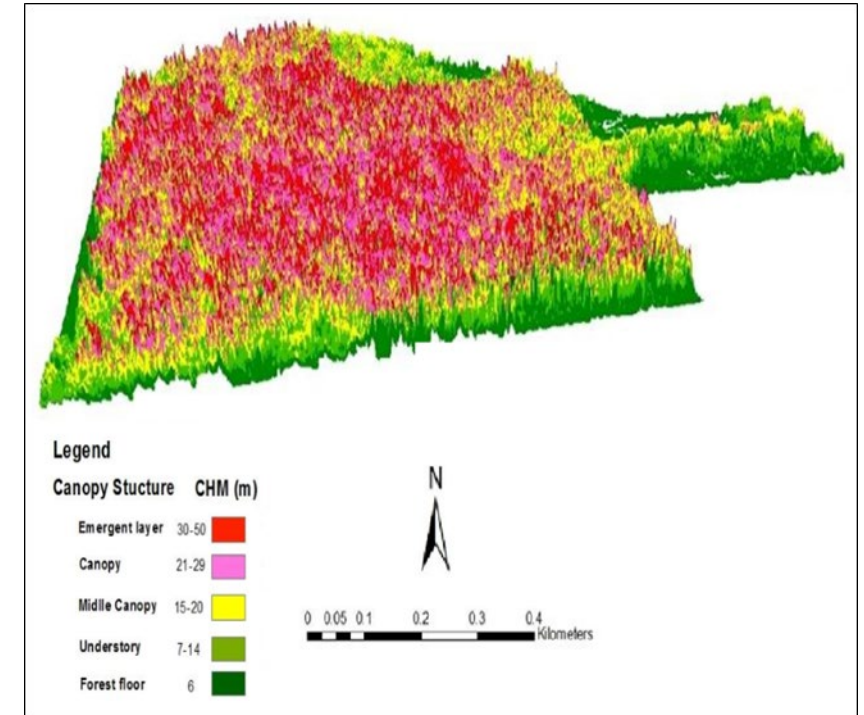 Legend
Canopy Stucture CHM (m)
Emergent layer 30-50
Canopy 21-29
Midlle Canopy 15-20
Understory 7-14
Forest floor 6
N
0 0.05 0.1 0.2 0.3 0.4
Kilometers